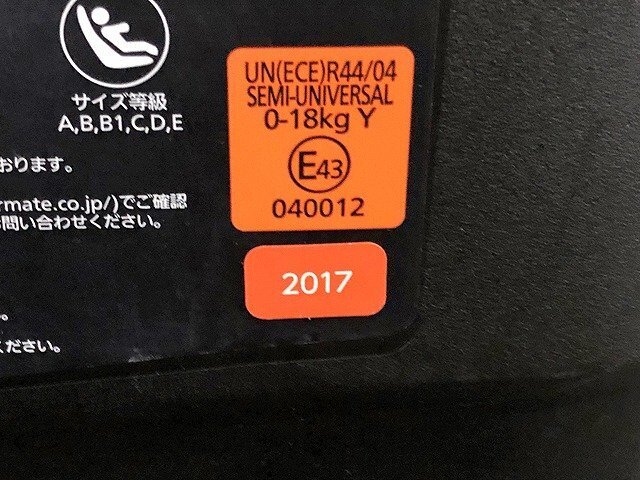 サイズ等級
A,B,B1,C,D,E
おります。
rmate.co.jp/)でご確認
問い合わせください。
ください。
UN(ECE)R44/04
SEMI-UNIVERSAL
0-18kg Y
E43
040012
2017